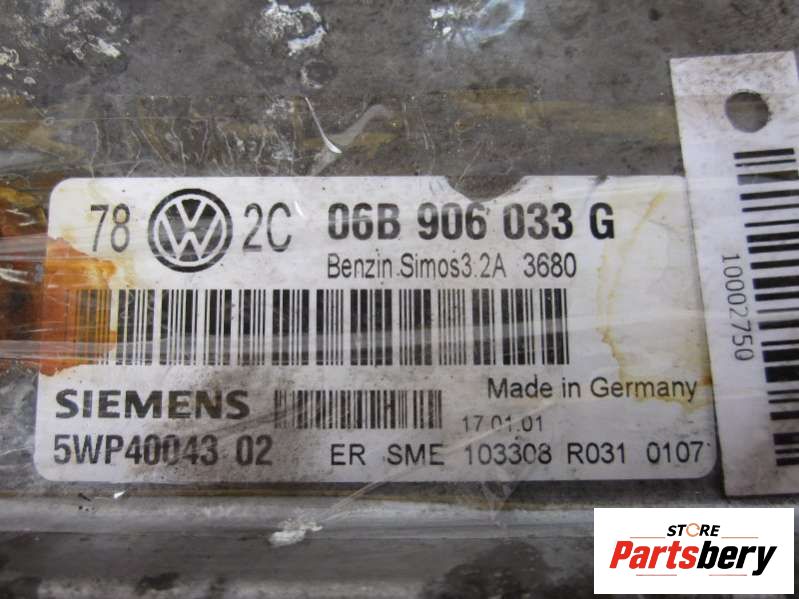 78 VW 2C 06B 906 033 G
Benzin Simos3.2A 3680
Made in Germany
SIEMENS 17.01.01
5WP40043 02 ER SME 103308 R031 0107
10002750
STORE
Partsbery